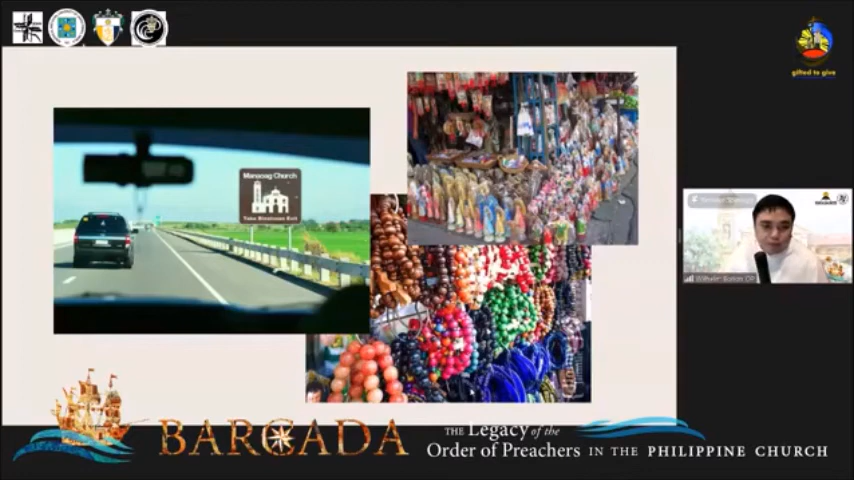 gifted to give
Manaoag Church
Take Binalonan Exit
BARCADA
THE Legacy of the
Order of Preachers IN THE PHILIPPINE CHURCH